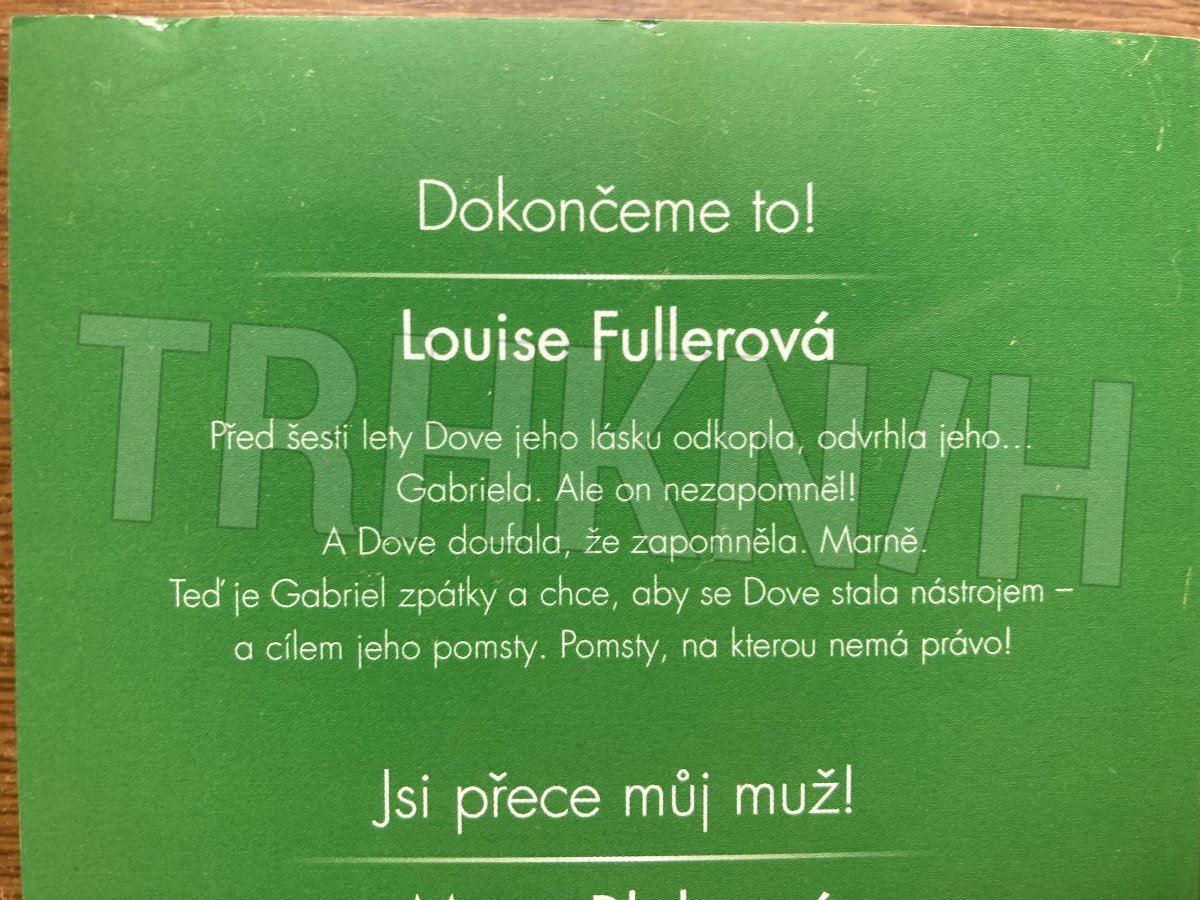 Dokončeme to!
Louise Fullerová
TRHKNIH
Před šesti lety Dove jeho lásku odkopla, odvrhla jeho...
Gabriela. Ale on nezapomněl!
A Dove doufala, že zapomněla. Marně.
Teď je Gabriel zpátky a chce, aby se Dove stala nástrojem –
a cílem jeho pomsty. Pomsty, na kterou nemá právo!
Jsi přece můj muž!